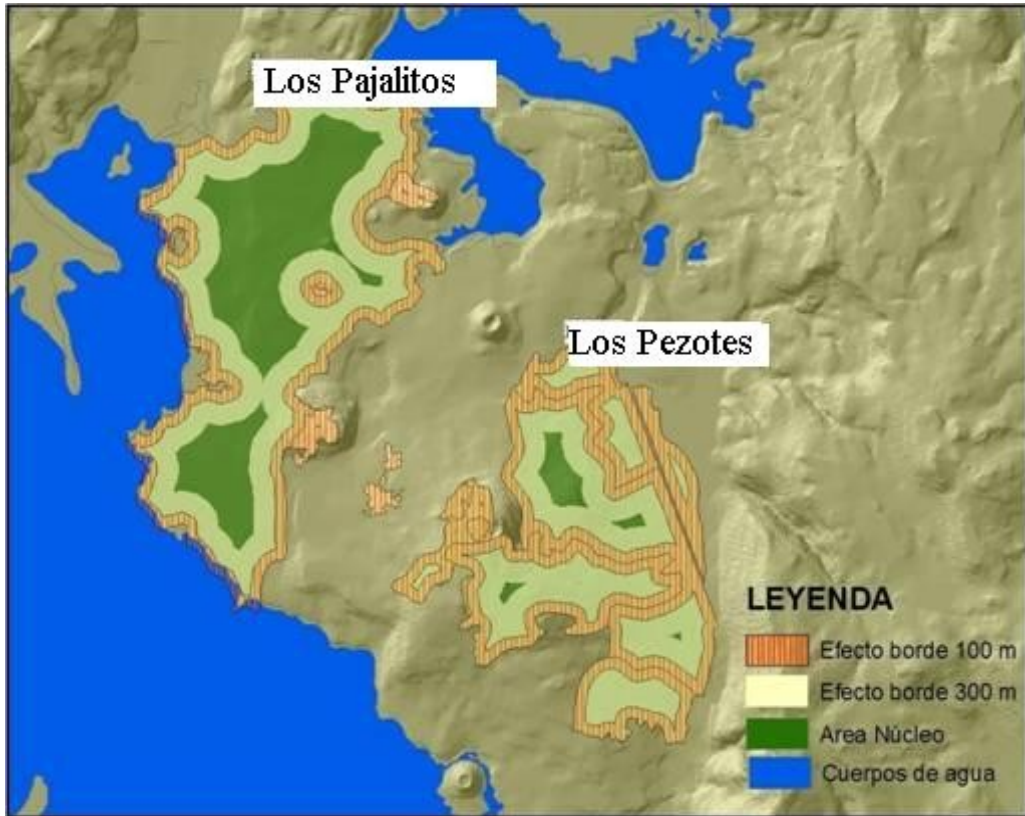 Los Pajalitos
Los Pezotes
LEYENDA
Efecto borde 100 m
Efecto borde 300 m
Area Núcleo
Cuerpos de agua